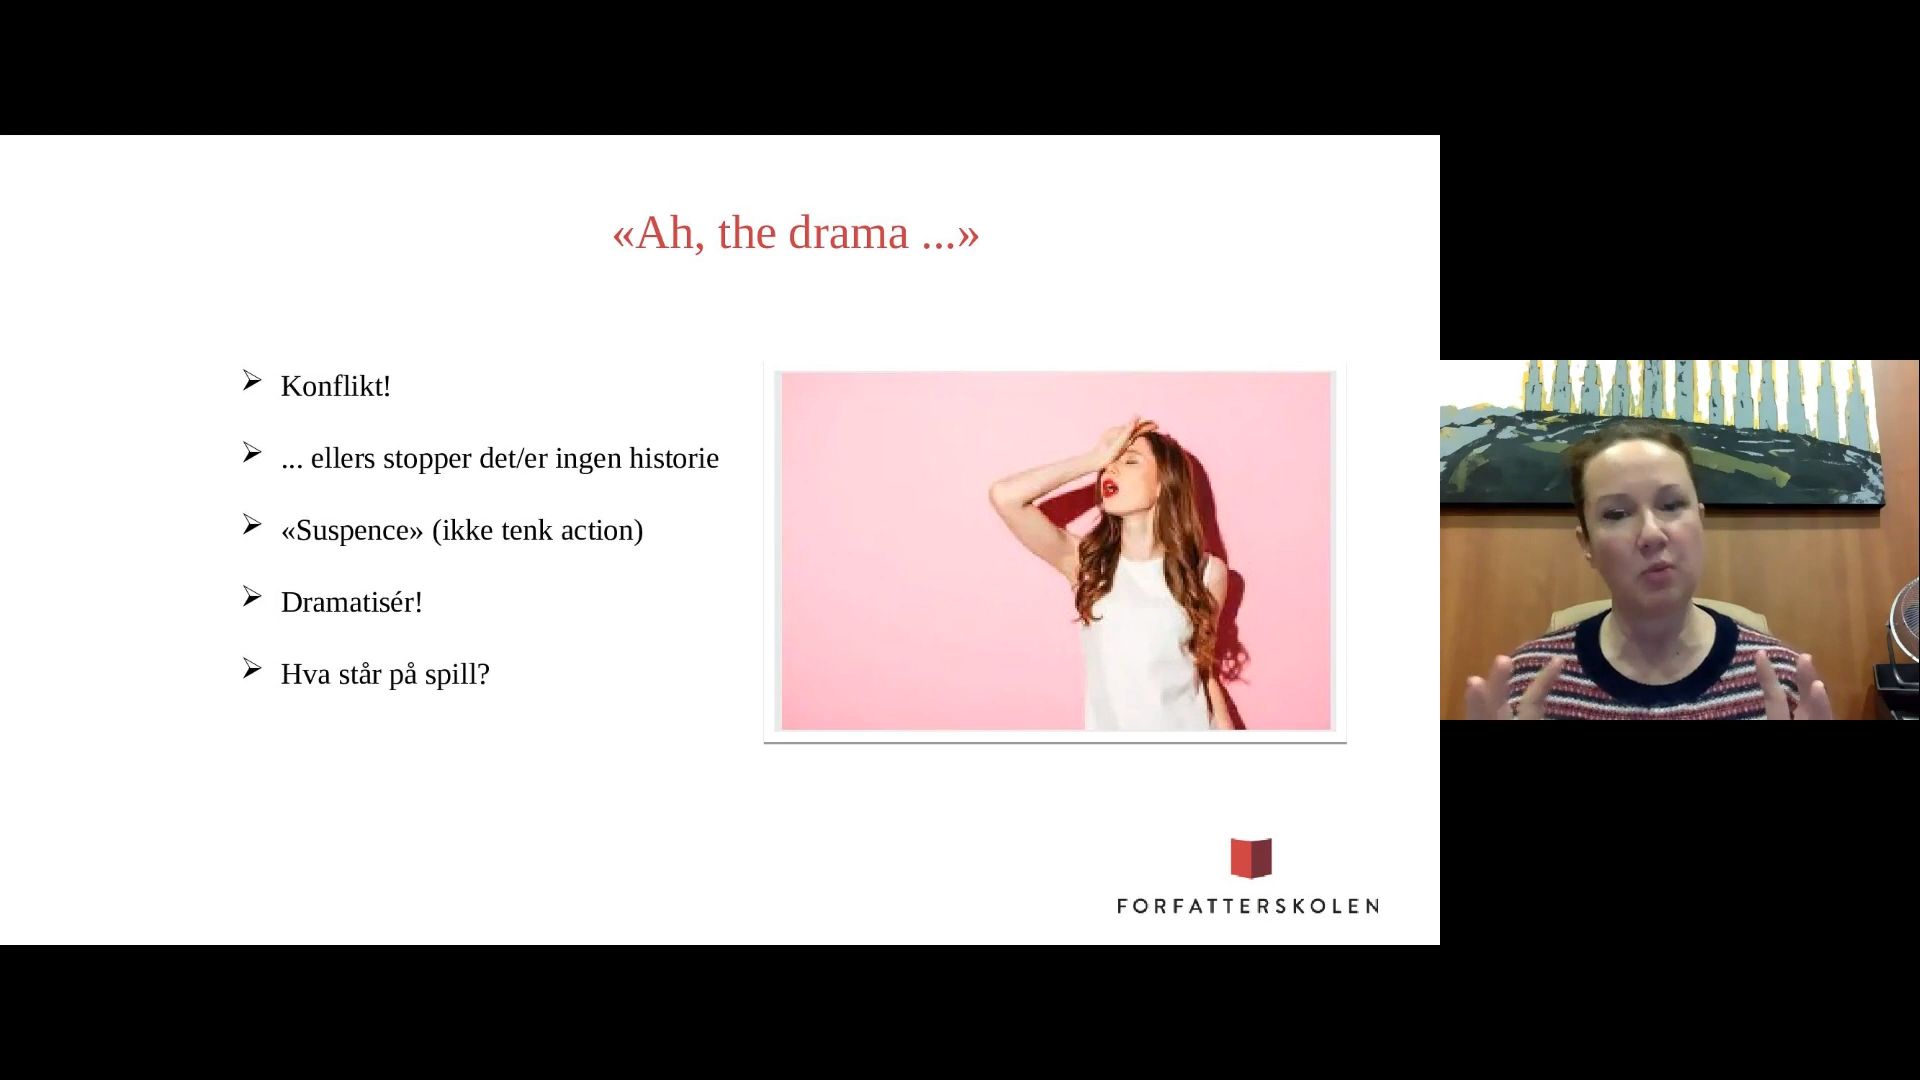 «Ah, the drama ...»
Konflikt!
... ellers stopper det/er ingen historie
«Suspence» (ikke tenk action)
Dramatisér!
Hva står på spill?
FORFATTERSKOLEN